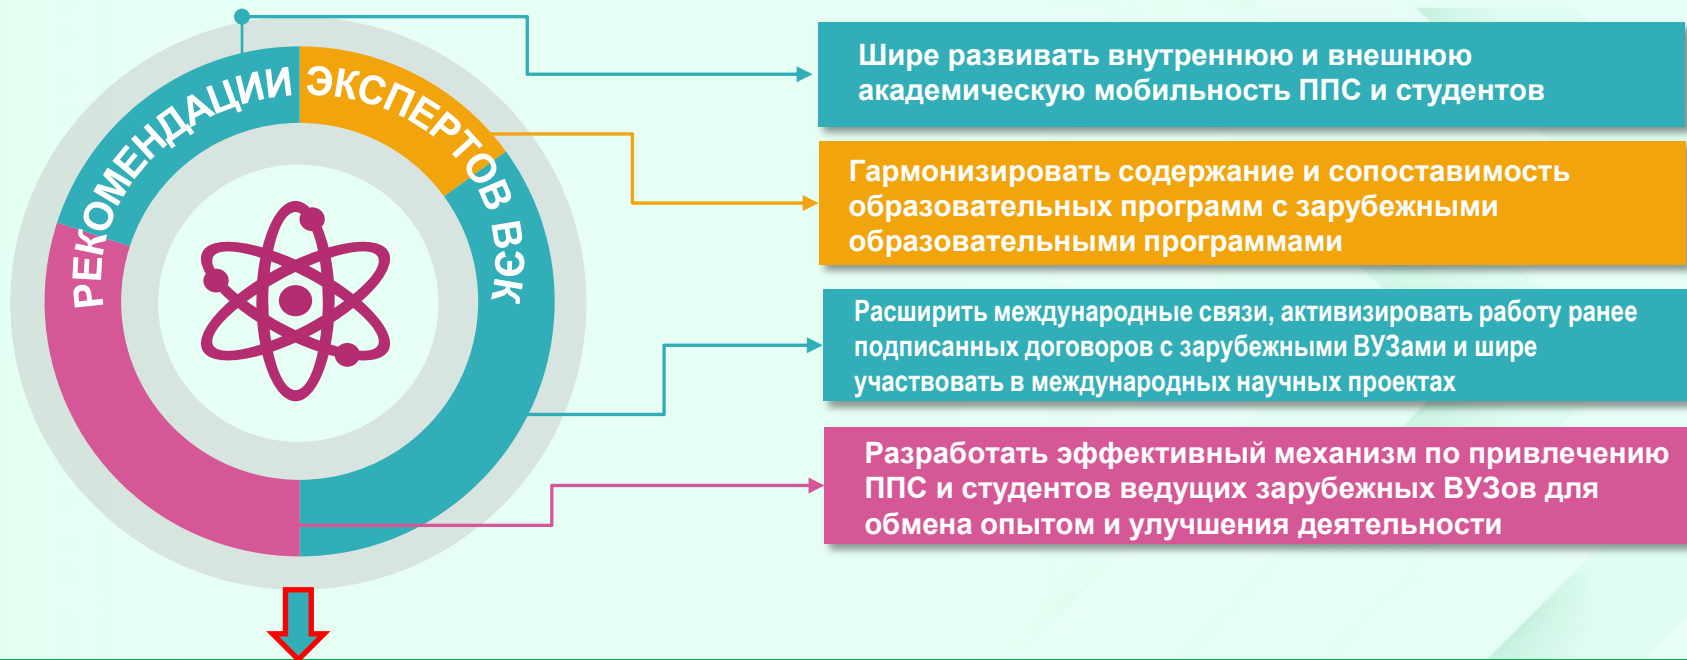 РЕКОМЕНДАЦИИ ЭКСПЕРТОВ ВЭК
Шире развивать внутреннюю и внешнюю
академическую мобильность ППС и студентов
Гармонизировать содержание и сопоставимость
образовательных программ с зарубежными
образовательными программами
Расширить международные связи, активизировать работу ранее
подписанных договоров с зарубежными ВУЗами и шире
участвовать в международных научных проектах
Разработать эффективный механизм по привлечению
ППС и студентов ведущих зарубежных ВУЗов для
обмена опытом и улучшения деятельности